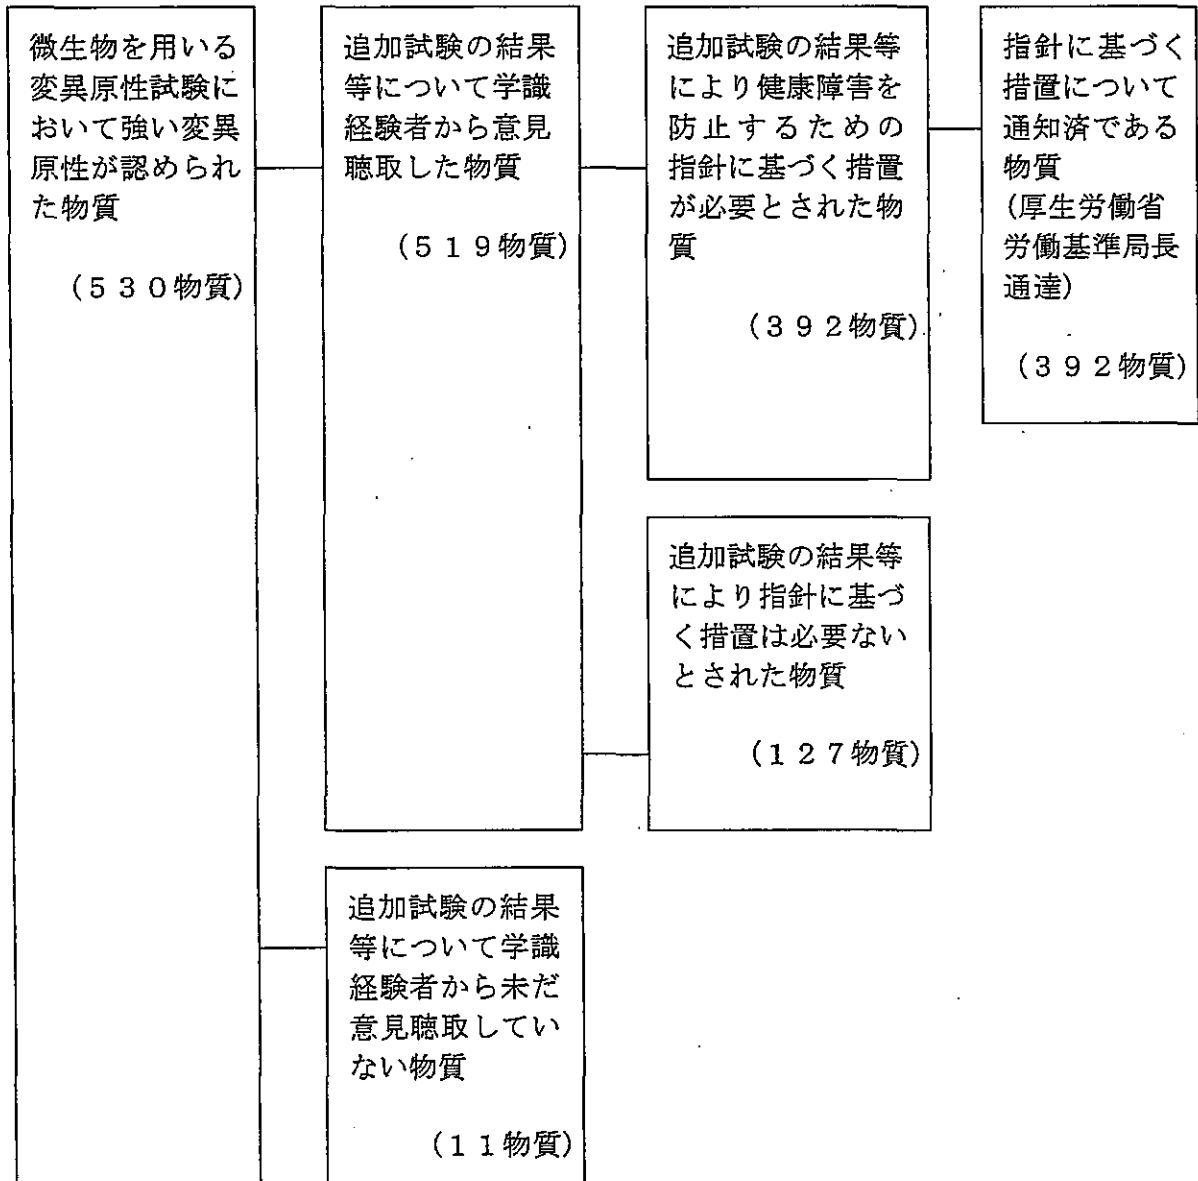 微生物を用いる
変異原性試験に
おいて強い変異
原性が認められ
た物質
(530物質)
追加試験の結果
等について学識
経験者から意見
聴取した物質
(519物質)
追加試験の結果等
により健康障害を
防止するための
指針に基づく措置
が必要とされた物
質
(392物質)
指針に基づく
措置について
通知済である
物質
(厚生労働省
労働基準局長
通達)
(392物質)
追加試験の結果等
により指針に基づ
く措置は必要ない
とされた物質
(127物質)
追加試験の結果
等について学識
経験者から未だ
意見聴取してい
ない物質
(11物質)